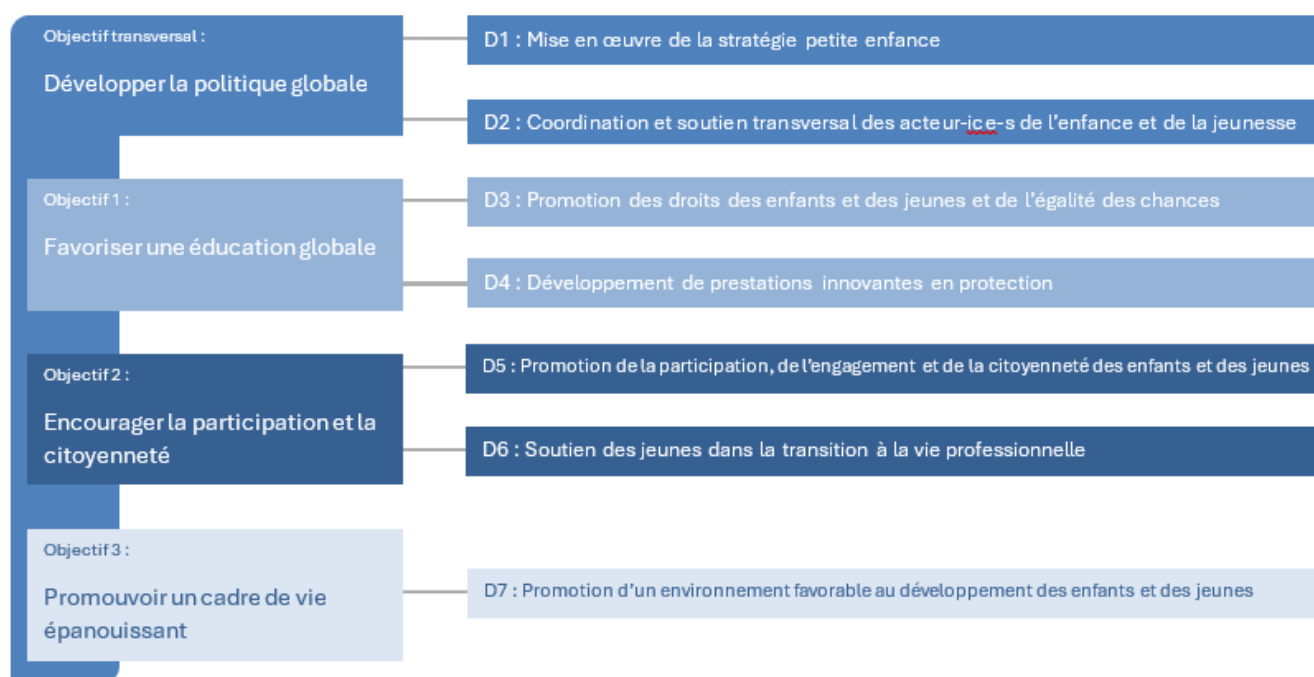 Objectif transversal :
Développer la politique globale
D1 : Mise en œuvre de la stratégie petite enfance
D2 : Coordination et soutien transversal des acteur-ice-s de l’enfance et de la jeunesse
Objectif 1 :
Favoriser une éducation globale
D3 : Promotion des droits des enfants et des jeunes et de l’égalité des chances
D4 : Développement de prestations innovantes en protection
Objectif 2 :
Encourager la participation et la
citoyenneté
D5 : Promotion de la participation, de l’engagement et de la citoyenneté des enfants et des jeunes
D6 : Soutien des jeunes dans la transition à la vie professionnelle
Objectif 3 :
Promouvoir un cadre de vie
épanouissant
D7 : Promotion d’un environnement favorable au développement des enfants et des jeunes